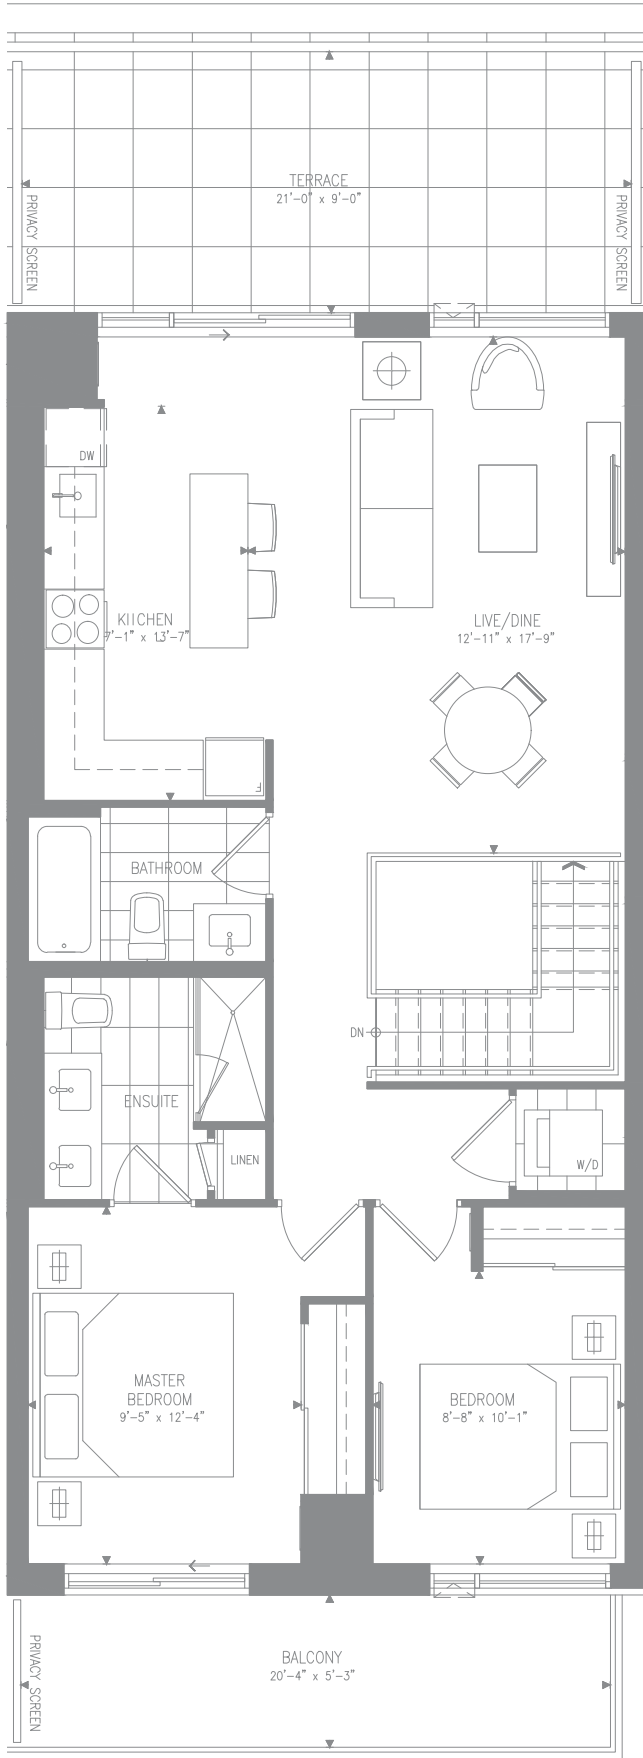 TERRACE
21'-0" x 9'-0"
PRIVACY SCREEN
PRIVACY SCREEN
DW
KITCHEN
7'-1" x 13'-7"
LIVE/DINE
12'-11" x 17'-9"
F
BATHROOM
DN
ENSUITE
LINEN
W/D
MASTER
BEDROOM
9'-5" x 12'-4"
BEDROOM
8'-8" x 10'-1"
PRIVACY SCREEN
BALCONY
20'-4" x 5'-3"